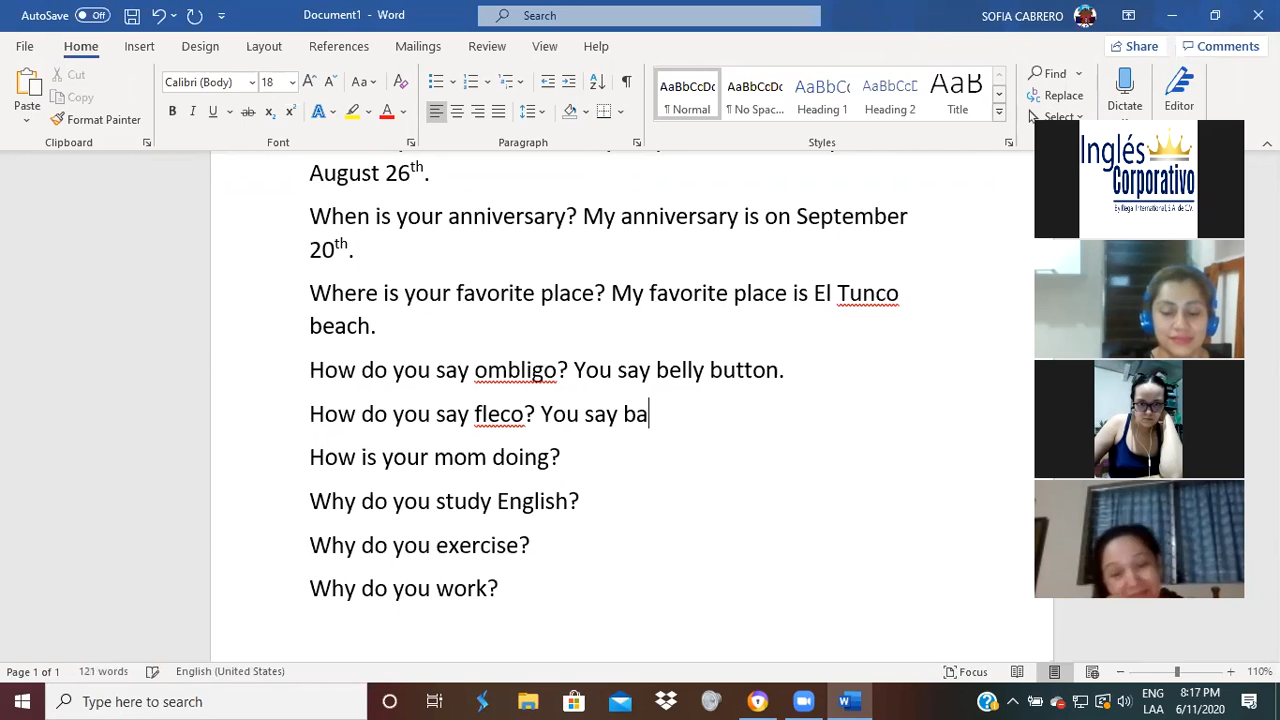 AutoSave Off Document1 - Word Search SOFIA CABRERO
File Home Insert Design Layout References Mailings Review View Help Share Comments
Paste Cut Copy Format Painter Clipboard
Calibri (Body) 18 Font
Paragraph
AaBbCcDc ¶ Normal AaBbCcDc ¶ No Spac... AaBbCc Heading 1 AaBbCcD Heading 2 AaB Title Styles
Find Replace Select Dictate Editor
August 26th.
When is your anniversary? My anniversary is on September
20th.
Where is your favorite place? My favorite place is El Tunco
beach.
How do you say ombligo? You say belly button.
How do you say fleco? You say ba
How is your mom doing?
Why do you study English?
Why do you exercise?
Why do you work?
Inglés
Corporativo
Page 1 of 1 121 words English (United States) Focus 110%
Type here to search ENG LAA 8:17 PM 6/11/2020